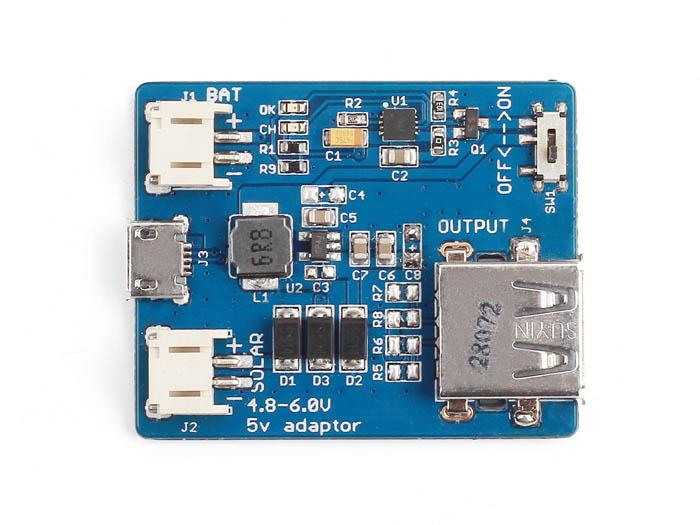 J1 BAT
+
-
OK
CH
R1
R9
R2
U1
C1
C2
R4
R3
Q1
OFF<-->ON
SW1
C4
C5
J3
6R8
L1
U2
C3
C7
C6
C8
OUTPUT
J4
R7
R8
R6
R5
28072
SUYIN
+
SOLAR
-
D1
D3
D2
J2
4.8-6.0V
5v adaptor